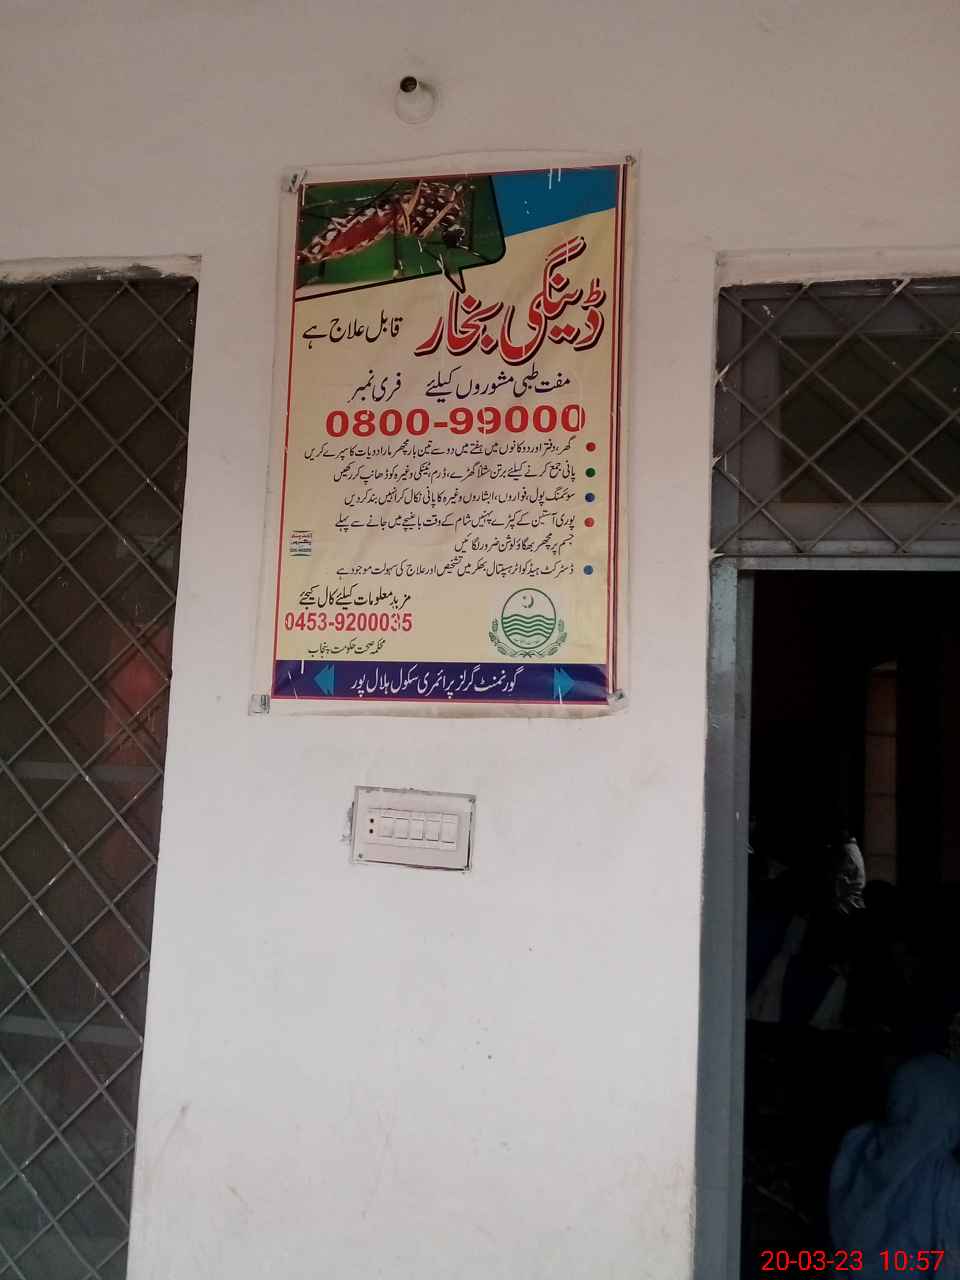 ڈینگی بخار قابل علاج ہے
مفت طبی مشوروں کیلئے فری نمبر
0800-99000
گھر، دفتر اور دوکانوں میں ہفتے میں دو سے تین بار مچھر مار ادویات کا سپرے کریں
پانی جمع کرنے کیلئے برتن مثلاً گھڑے، ڈرم، ٹینکی وغیرہ کو ڈھانپ کر رکھیں
سوئمنگ پول، فواروں، آبشاروں وغیرہ کا پانی نکال کر انہیں بند کر دیں
پوری آستین کے کپڑے پہنیں شام کے وقت باغیچے میں جانے سے پہلے
جسم پر مچھر بھگاؤ لوشن ضرور لگائیں
ڈسٹرکٹ ہیڈ کواٹر ہسپتال بھکر میں تشخیص اور علاج کی سہولت موجود ہے
مزید معلومات کیلئے کال کیجئے
0453-9200035
محکمہ صحت حکومت پنجاب
گورنمنٹ گرلز پرائمری سکول ہلال پور
20-03-23 10:57